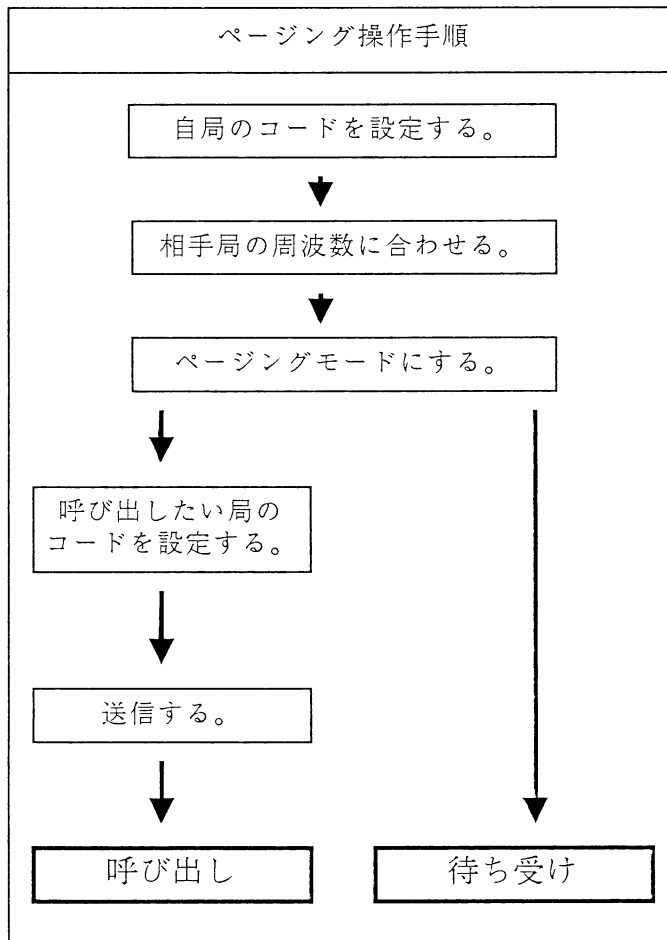 ページング操作手順
自局のコードを設定する。
相手局の周波数に合わせる。
ページングモードにする。
呼び出したい局の
コードを設定する。
送信する。
呼び出し
待ち受け